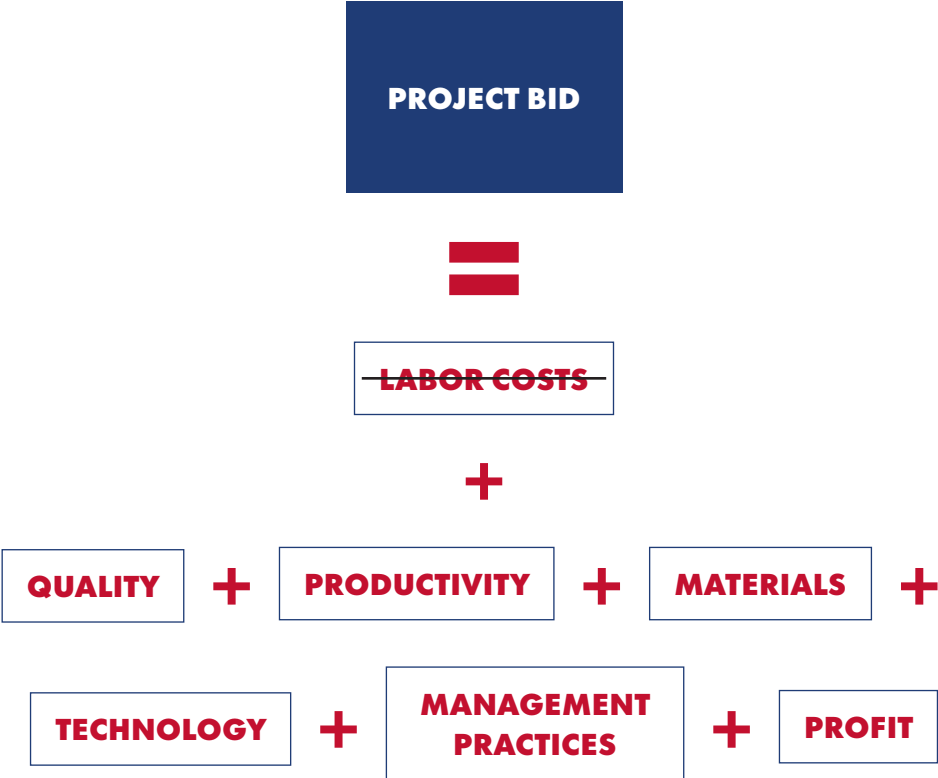 PROJECT BID
=
LABOR COSTS
+
QUALITY + PRODUCTIVITY + MATERIALS +
TECHNOLOGY + MANAGEMENT PRACTICES + PROFIT